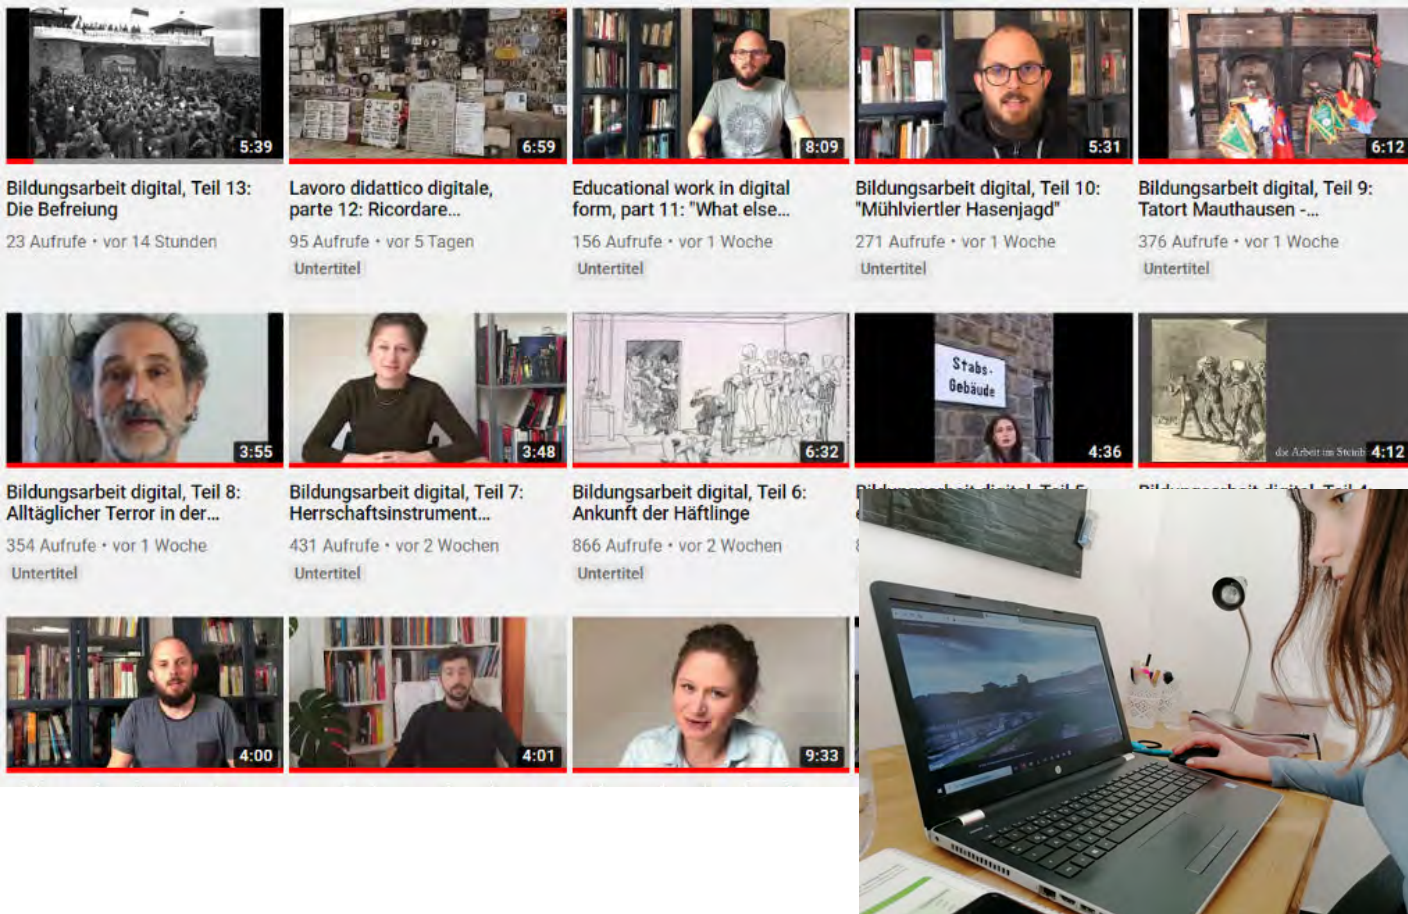 5:39
6:59
8:09
5:31
6:12
Bildungsarbeit digital, Teil 13:
Die Befreiung
23 Aufrufe • vor 14 Stunden
Lavoro didattico digitale,
parte 12: Ricordare...
95 Aufrufe • vor 5 Tagen
Untertitel
Educational work in digital
form, part 11: "What else...
156 Aufrufe • vor 1 Woche
Untertitel
Bildungsarbeit digital, Teil 10:
"Mühlviertler Hasenjagd"
271 Aufrufe • vor 1 Woche
Untertitel
Bildungsarbeit digital, Teil 9:
Tatort Mauthausen -...
376 Aufrufe • vor 1 Woche
Untertitel
Stabs-
Gebäude
die Arbeit im Steinb
3:55
3:48
6:32
4:36
4:12
Bildungsarbeit digital, Teil 8:
Alltäglicher Terror in der...
354 Aufrufe • vor 1 Woche
Untertitel
Bildungsarbeit digital, Teil 7:
Herrschaftsinstrument...
431 Aufrufe • vor 2 Wochen
Untertitel
Bildungsarbeit digital, Teil 6:
Ankunft der Häftlinge
866 Aufrufe • vor 2 Wochen
Untertitel
4:00
4:01
9:33